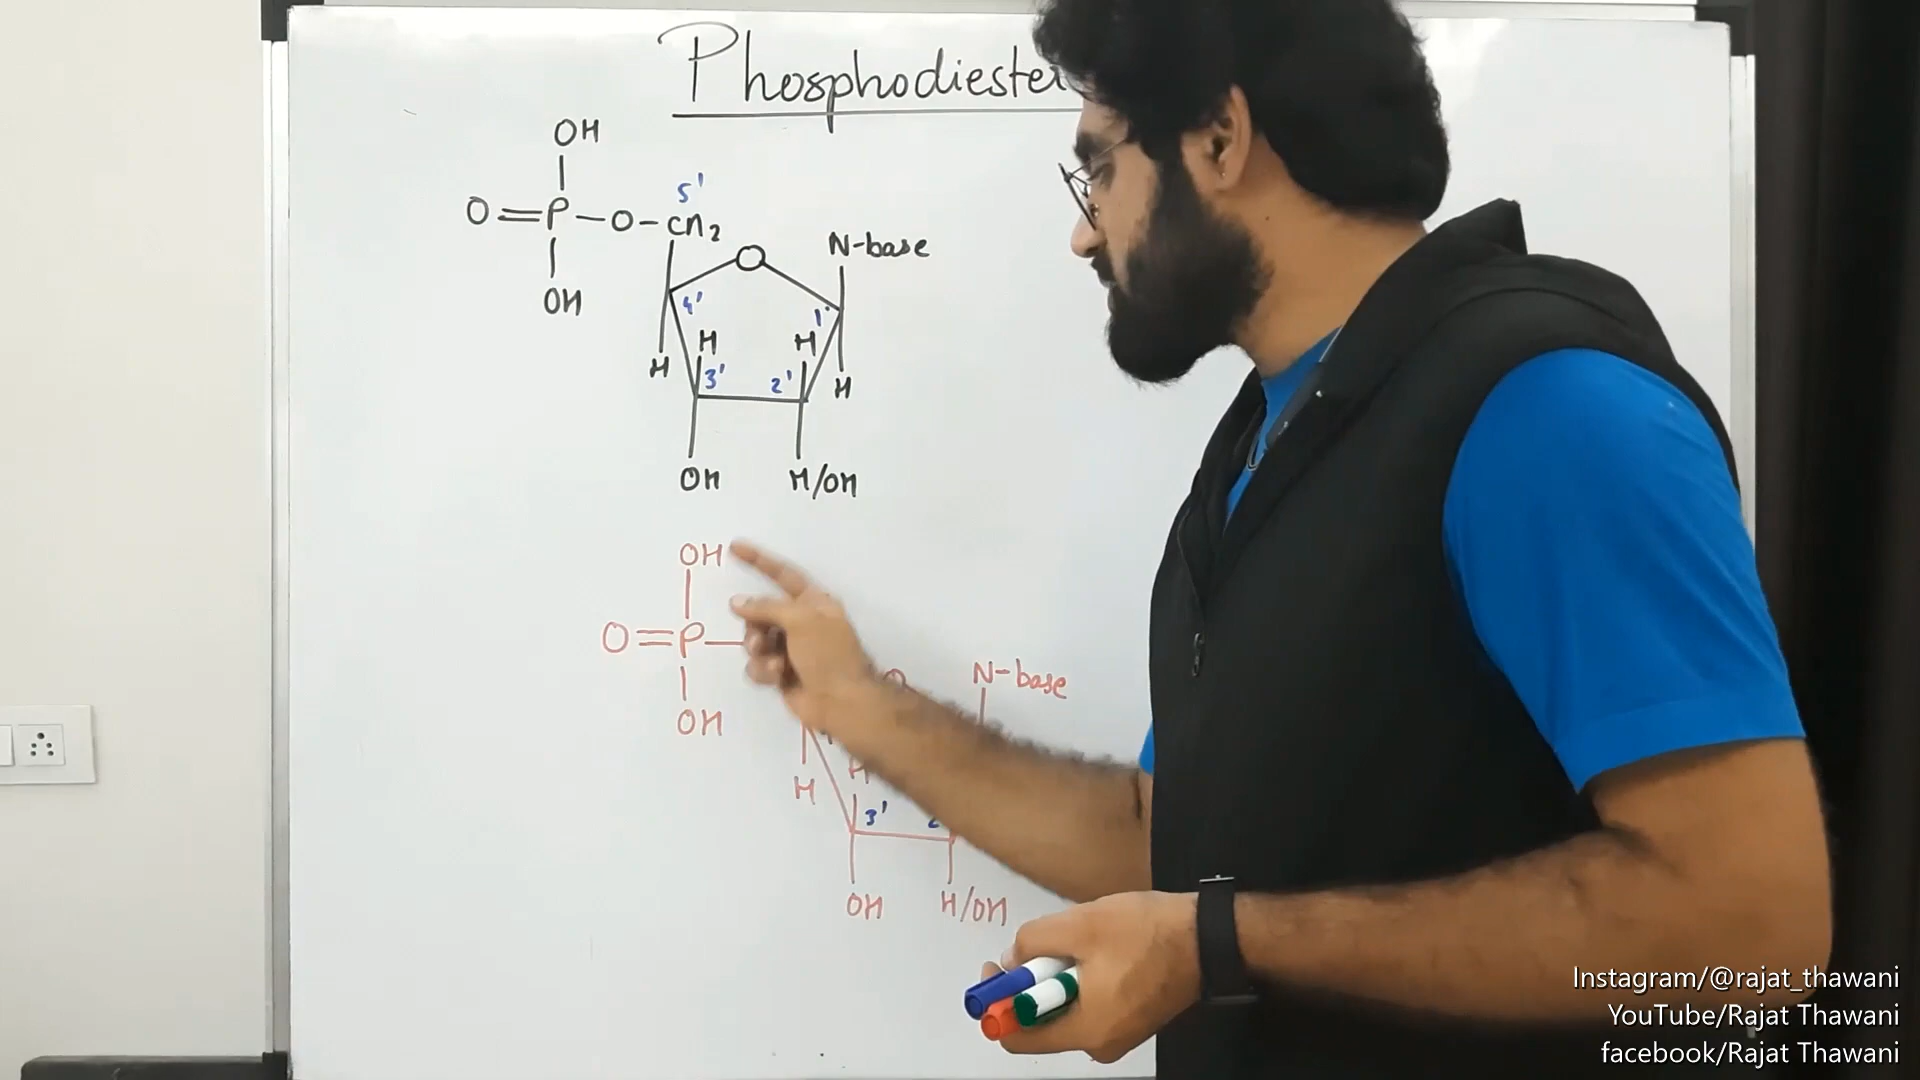 Phosphodiester
OH
5'
O=P-O-CH2
N-base
OH
4'
1'
H
H
H
3'
2'
H
OH
H/OH
OH
O=P-
N-base
OH
H
H
3'
2
OH
H/OH
Instagram/@rajat_thawani
YouTube/Rajat Thawani
facebook/Rajat Thawani